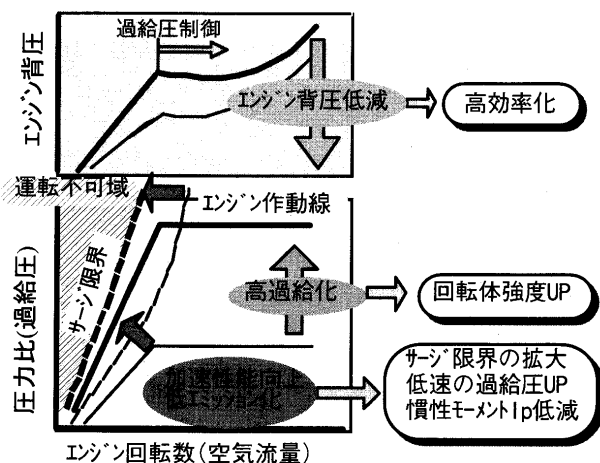 過給圧制御
エンジン背圧
エンジン背圧低減
高効率化
運転不可域
エンジン作動線
サージ限界
圧力比(過給圧)
高過給化
回転体強度UP
加速性能向上
低エミッション化
サージ限界の拡大
低速の過給圧UP
慣性モーメントIp低減
エンジン回転数(空気流量)